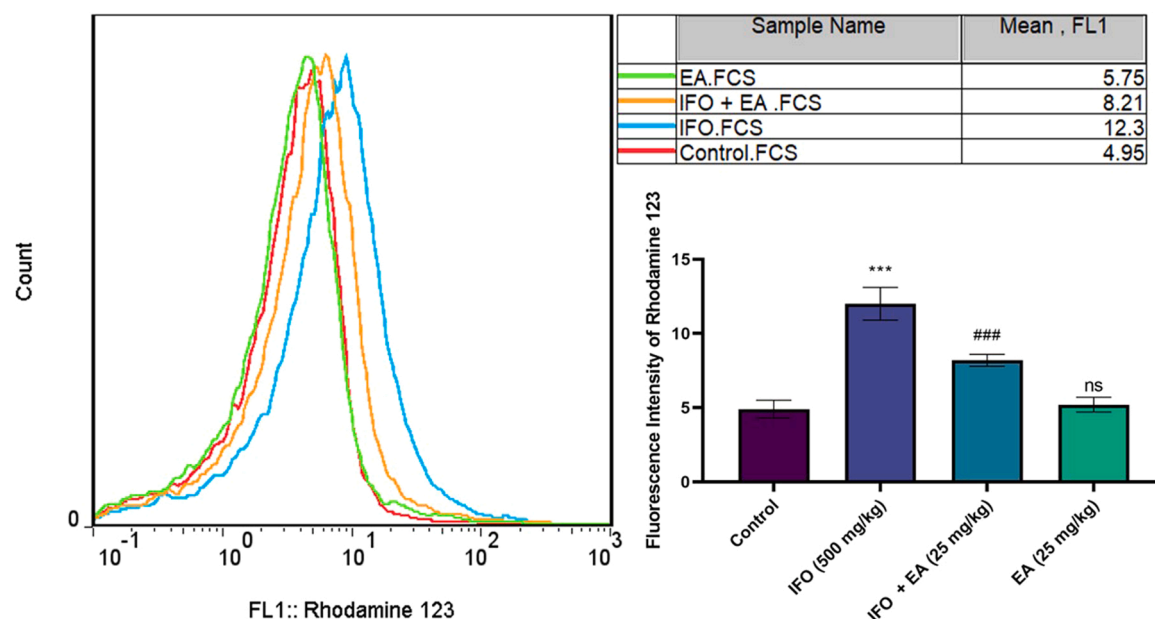 Count
0
10^-1 10^0 10^1 10^2 10^3
FL1:: Rhodamine 123
Sample Name Mean , FL1
EA.FCS 5.75
IFO + EA .FCS 8.21
IFO.FCS 12.3
Control.FCS 4.95
Fluorescence Intensity of Rhodamine 123
15
10
5
0
***
###
ns
Control
IFO (500 mg/kg)
IFO + EA (25 mg/kg)
EA (25 mg/kg)